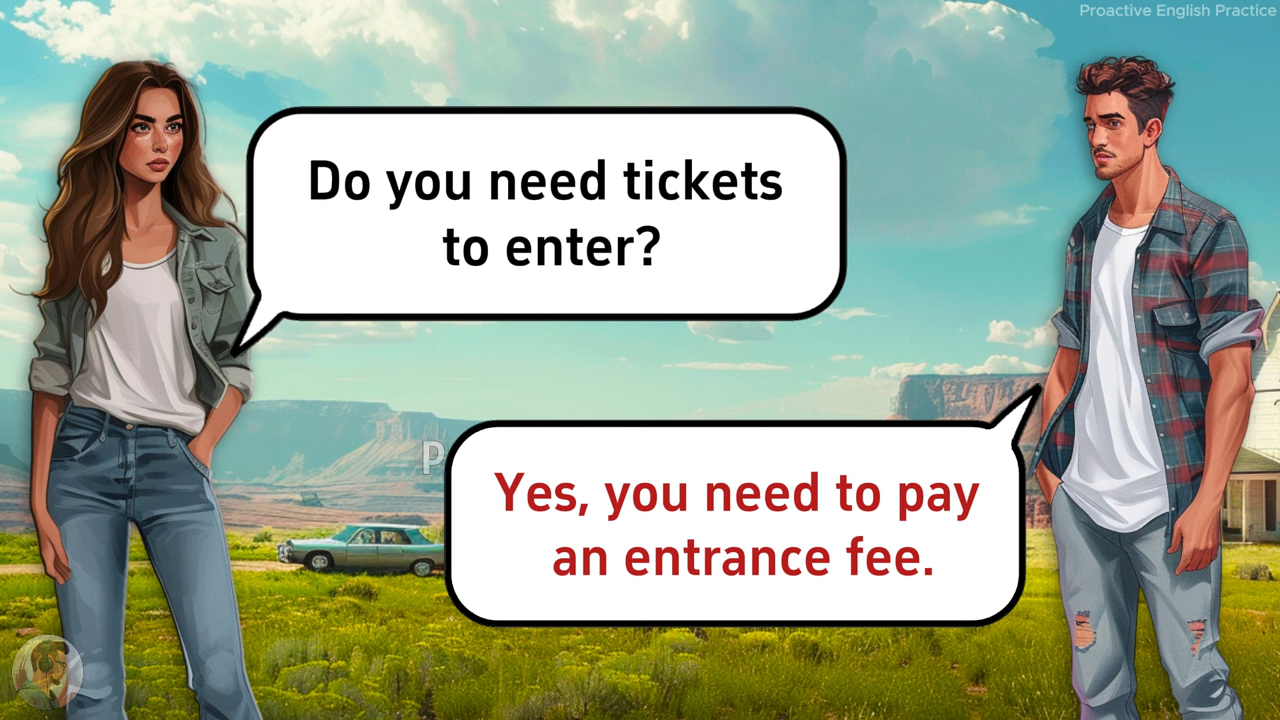 Proactive English Practice
Do you need tickets
to enter?
Yes, you need to pay
an entrance fee.